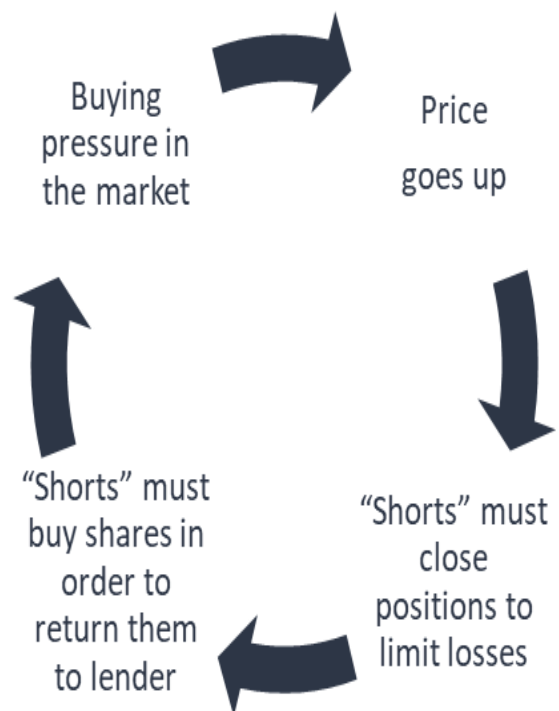 Buying
pressure in
the market
Price
goes up
“Shorts” must
close
positions to
limit losses
“Shorts” must
buy shares in
order to
return them
to lender